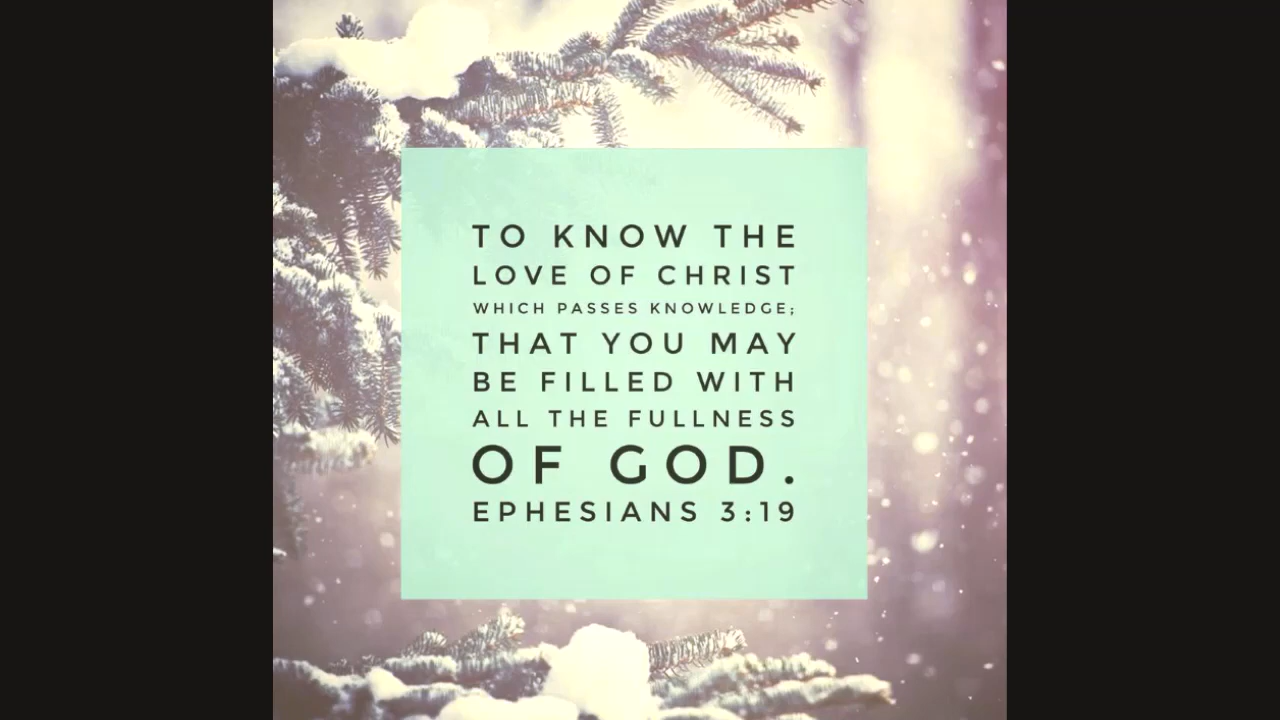 TO KNOW THE
LOVE OF CHRIST
WHICH PASSES KNOWLEDGE;
THAT YOU MAY
BE FILLED WITH
ALL THE FULLNESS
OF GOD.
EPHESIANS 3:19